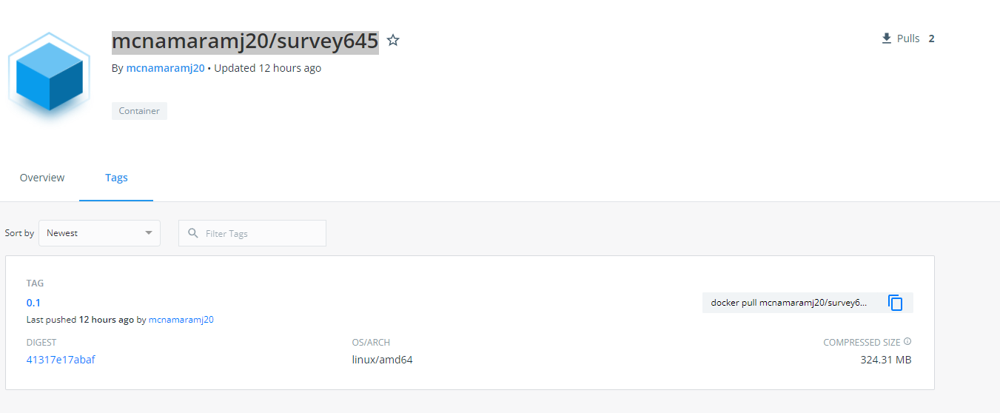 mcnamaramj20/survey645
Pulls 2
By mcnamaramj20 • Updated 12 hours ago
Container
Overview Tags
Sort by Newest Filter Tags
TAG
0.1
docker pull mcnamaramj20/survey6...
Last pushed 12 hours ago by mcnamaramj20
DIGEST OS/ARCH COMPRESSED SIZE
41317e17abaf linux/amd64 324.31 MB